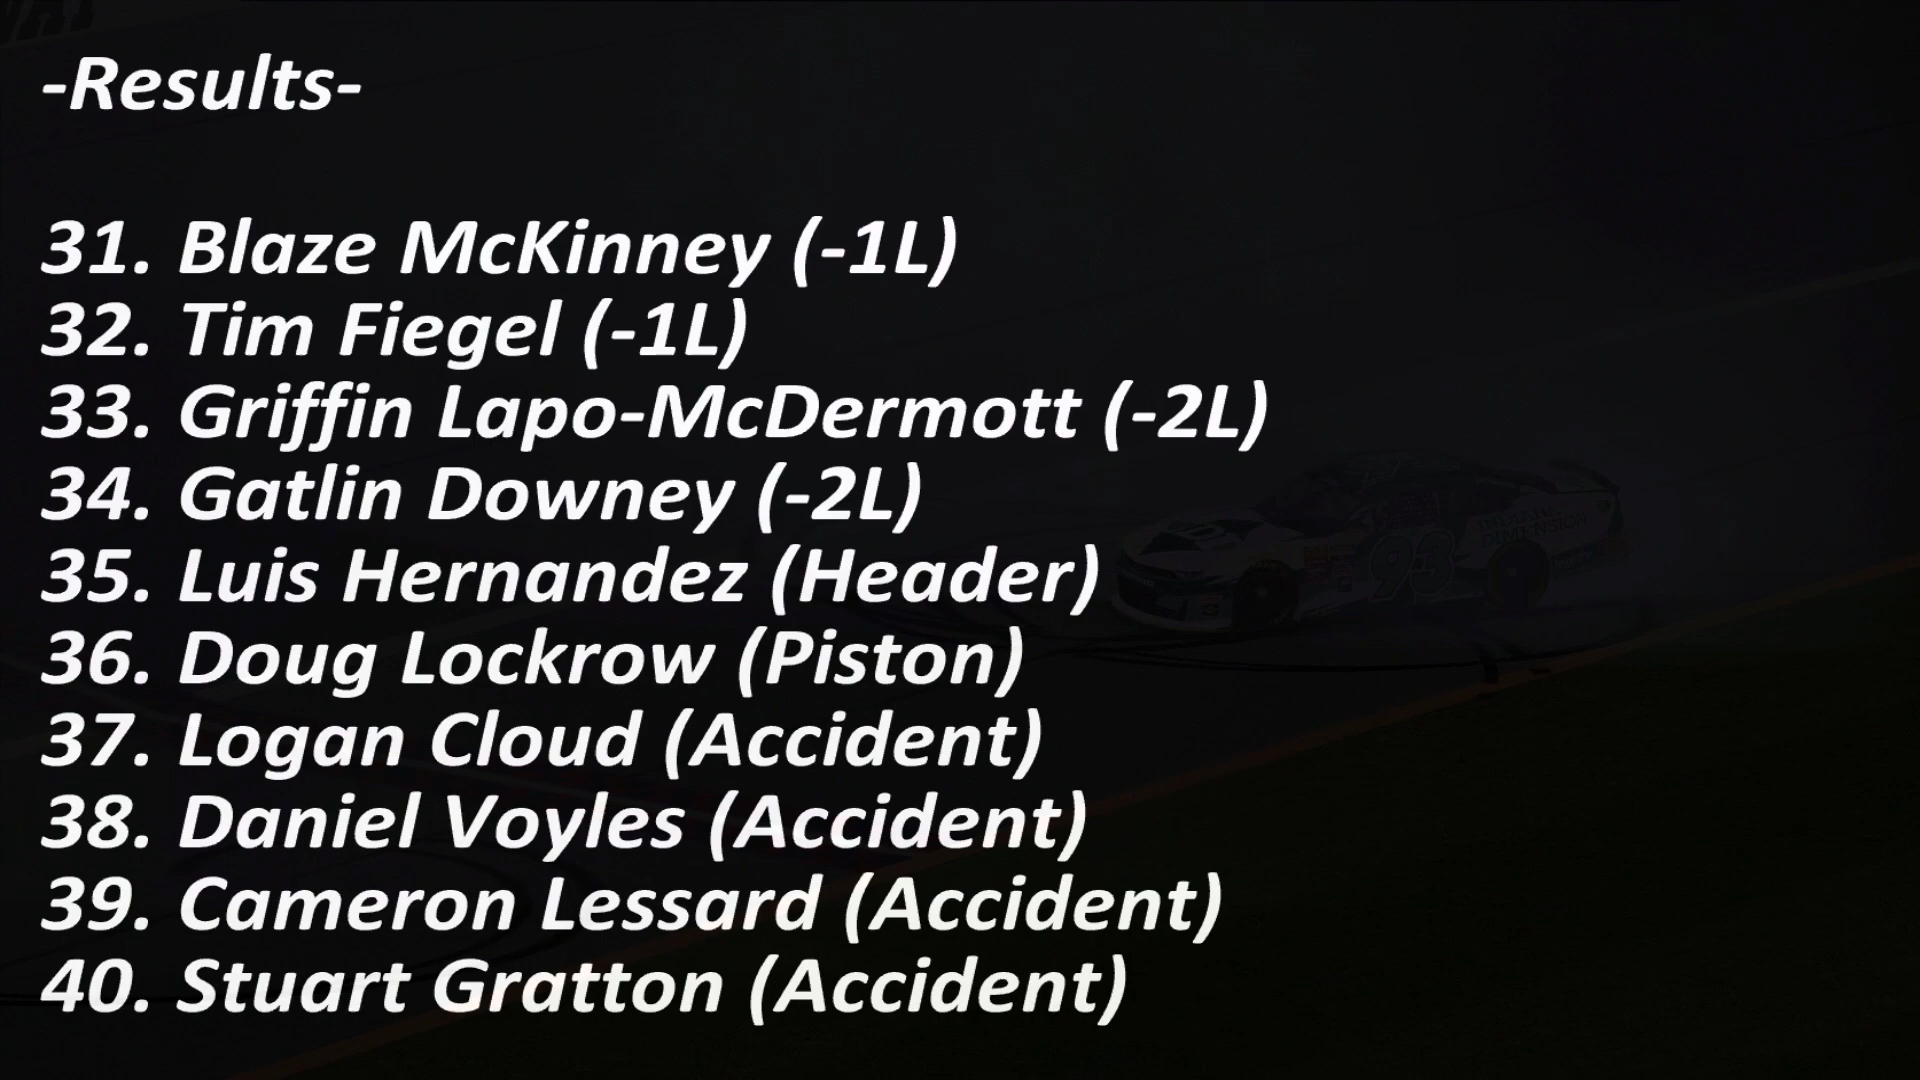 -Results-
31. Blaze McKinney (-1L)
32. Tim Fiegel (-1L)
33. Griffin Lapo-McDermott (-2L)
34. Gatlin Downey (-2L)
35. Luis Hernandez (Header)
36. Doug Lockrow (Piston)
37. Logan Cloud (Accident)
38. Daniel Voyles (Accident)
39. Cameron Lessard (Accident)
40. Stuart Gratton (Accident)
93
DIMENSION